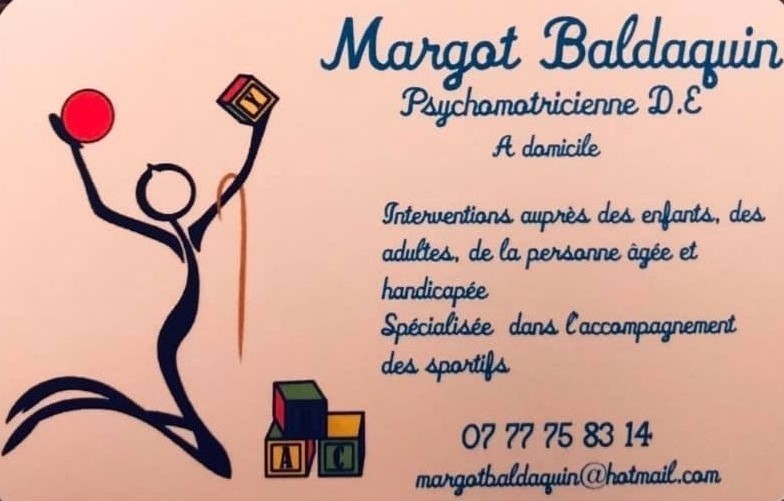 Margot Baldaquin
Psychomotricienne D.E
A domicile
Interventions auprès des enfants, des
adultes, de la personne âgée et
handicapée
Spécialisée dans l'accompagnement
des sportifs
07 77 75 83 14
margotbaldaquin@hotmail.com
Y
A C